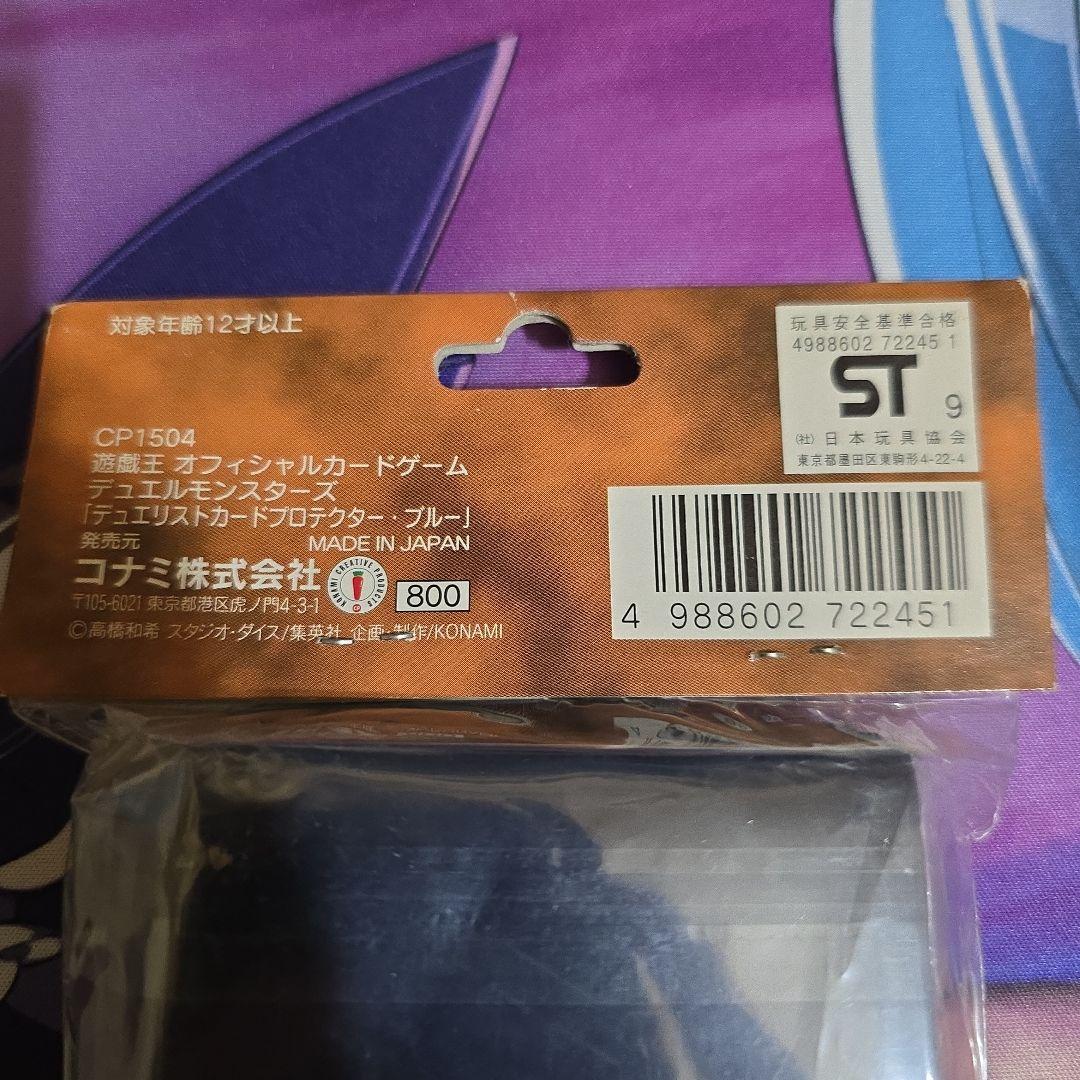 対象年齢12才以上
玩具安全基準合格
4988602 72245 1
ST 9
(社)日本玩具協会
東京都墨田区東駒形4-22-4
CP1504
遊戯王 オフィシャルカードゲーム
デュエルモンスターズ
「デュエリストカードプロテクター・ブルー」
発売元 MADE IN JAPAN
コナミ株式会社 KONAMI CREATIVE PRODUCTS 800
〒105-6021 東京都港区虎ノ門4-3-1
©高橋和希 スタジオ・ダイス/集英社 企画・制作/KONAMI
4 988602 722451